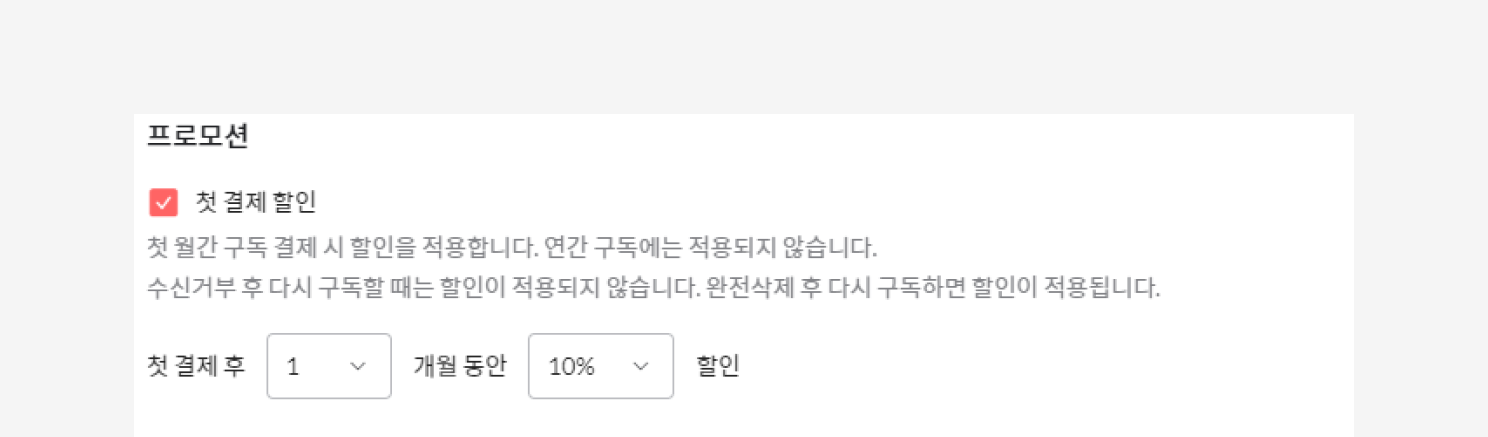 프로모션
첫 결제 할인
첫 월간 구독 결제 시 할인을 적용합니다. 연간 구독에는 적용되지 않습니다.
수신거부 후 다시 구독할 때는 할인이 적용되지 않습니다. 완전삭제 후 다시 구독하면 할인이 적용됩니다.
첫 결제 후 1 개월 동안 10% 할인